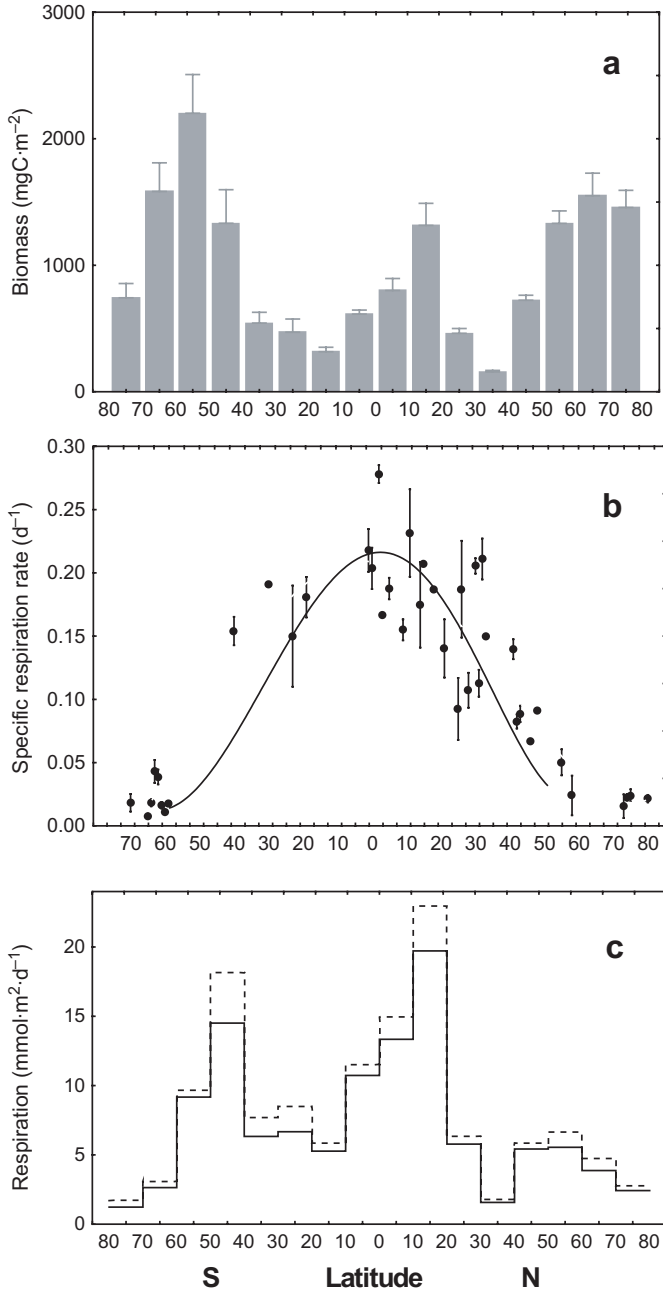 a
3000
2000
1000
0
Biomass (mgC·m⁻²)
80 70 60 50 40 30 20 10 0 10 20 30 40 50 60 70 80
b
0.30
0.25
0.20
0.15
0.10
0.05
0.00
Specific respiration rate (d⁻¹)
70 60 50 40 30 20 10 0 10 20 30 40 50 60 70 80
c
20
15
10
5
0
Respiration (mmol·m²·d⁻¹)
80 70 60 50 40 30 20 10 0 10 20 30 40 50 60 70 80
S Latitude N